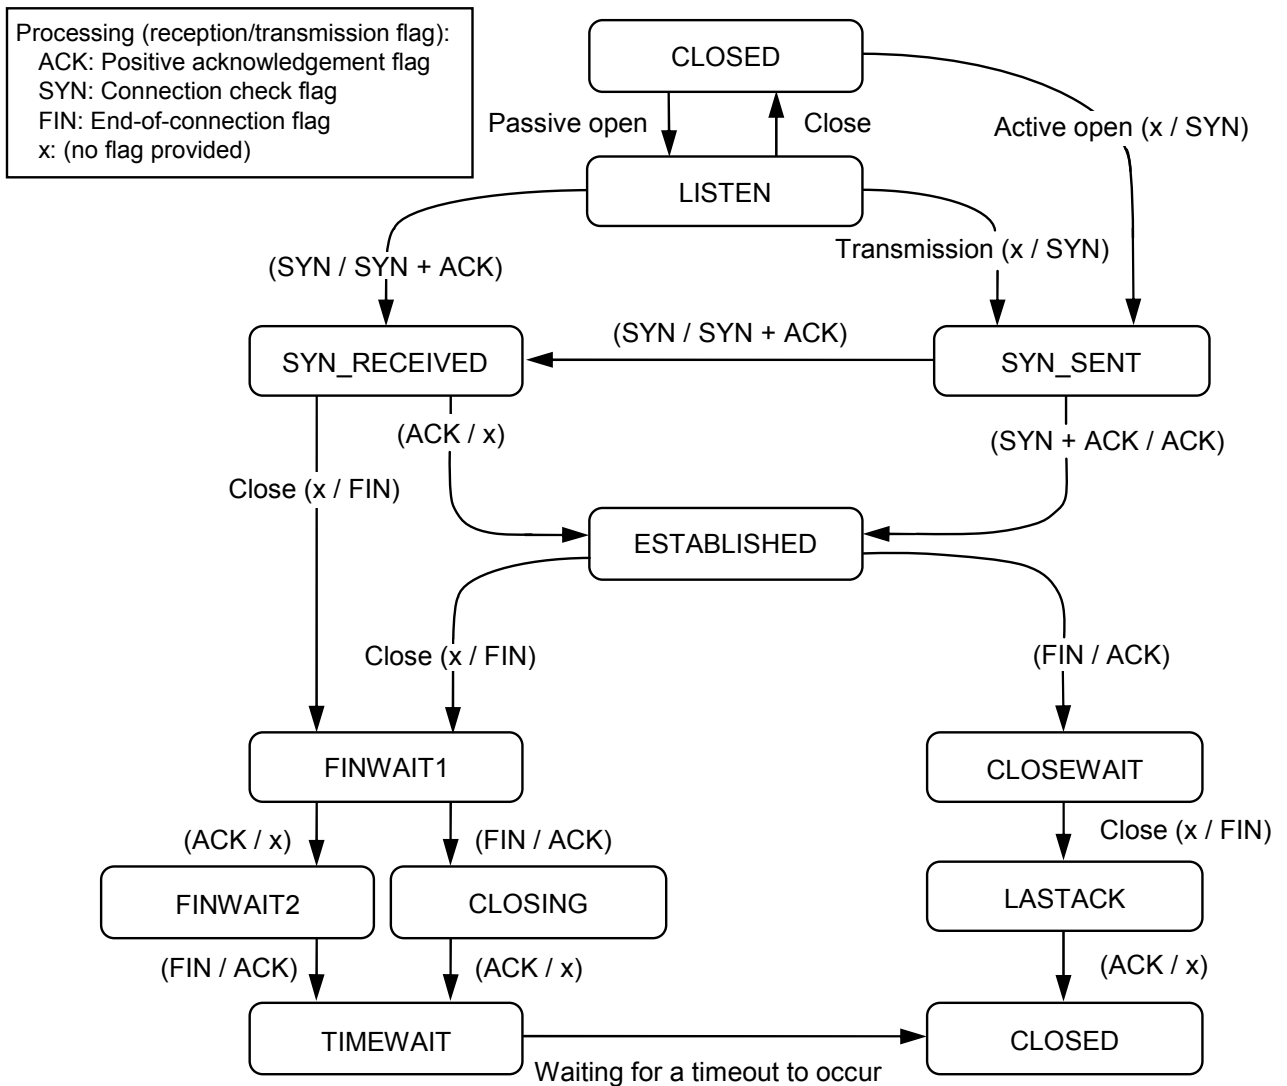 Processing (reception/transmission flag):
ACK: Positive acknowledgement flag
SYN: Connection check flag
FIN: End-of-connection flag
x: (no flag provided)
CLOSED
Passive open
Close
Active open (x / SYN)
LISTEN
Transmission (x / SYN)
(SYN / SYN + ACK)
(SYN / SYN + ACK)
SYN_RECEIVED
SYN_SENT
(ACK / x)
(SYN + ACK / ACK)
Close (x / FIN)
ESTABLISHED
Close (x / FIN)
(FIN / ACK)
FINWAIT1
CLOSEWAIT
(ACK / x)
(FIN / ACK)
Close (x / FIN)
FINWAIT2
CLOSING
LASTACK
(FIN / ACK)
(ACK / x)
(ACK / x)
TIMEWAIT
CLOSED
Waiting for a timeout to occur